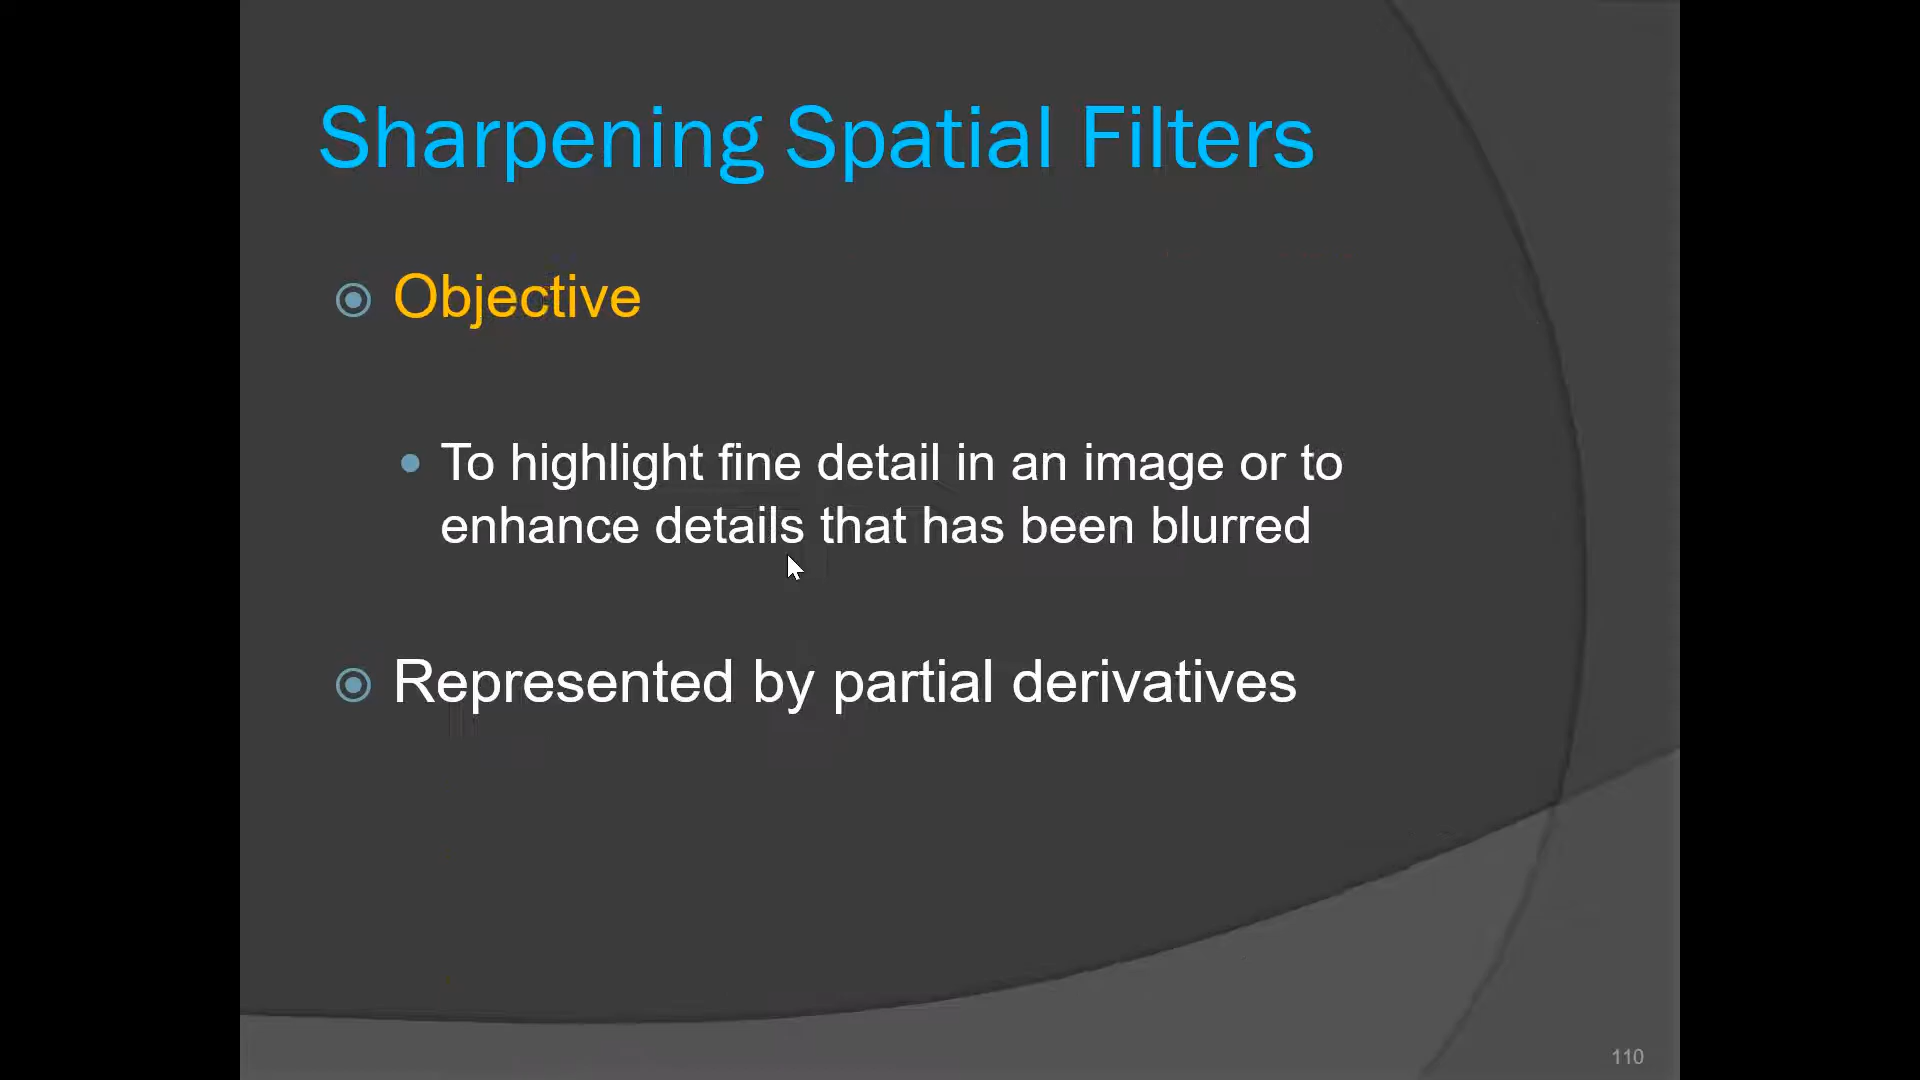 Sharpening Spatial Filters
Objective
To highlight fine detail in an image or to
enhance details that has been blurred
Represented by partial derivatives
110